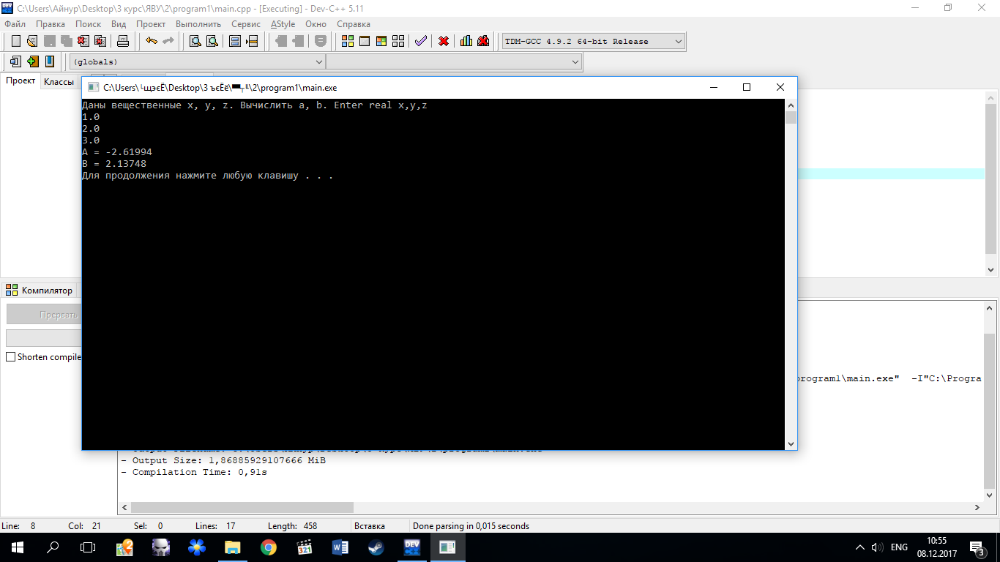 C:\Users\Айнур\Desktop\3 курс\ЯВУ\2\program1\main.cpp - [Executing] - Dev-C++ 5.11
Файл Правка Поиск Вид Проект Выполнить Сервис AStyle Окно Справка
TDM-GCC 4.9.2 64-bit Release
(globals)
Проект Классы
C:\Users\└щэєЁ\Desktop\3 ъєЁё\▀┬╙\2\program1\main.exe
Даны вещественные x, y, z. Вычислить a, b. Enter real x,y,z
1.0
2.0
3.0
A = -2.61994
B = 2.13748
Для продолжения нажмите любую клавишу . . .
Компилятор
Прервать
Shorten compile
program1\main.exe" -I"C:\Progra
- Output Size: 1,86885929107666 MiB
- Compilation Time: 0,91s
Line: 8 Col: 21 Sel: 0 Lines: 17 Length: 458 Вставка Done parsing in 0,015 seconds
321
DEV
ENG
10:55
08.12.2017
3